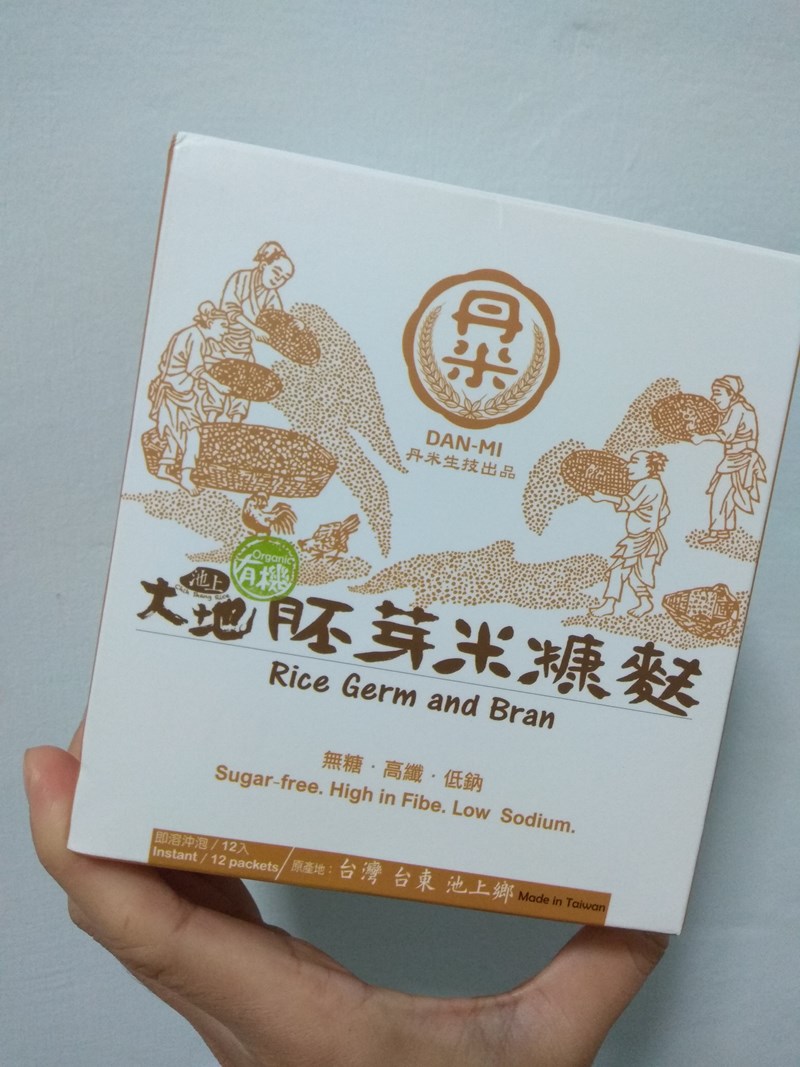 丹米
DAN-MI
丹米生技出品
Organic
有機
池上
Chih Shang Rice
大地胚芽米糠麩
Rice Germ and Bran
無糖．高纖．低鈉
Sugar-free. High in Fibe. Low Sodium.
即溶沖泡 / 12入
Instant / 12 packets
原產地：台灣 台東 池上鄉 Made in Taiwan